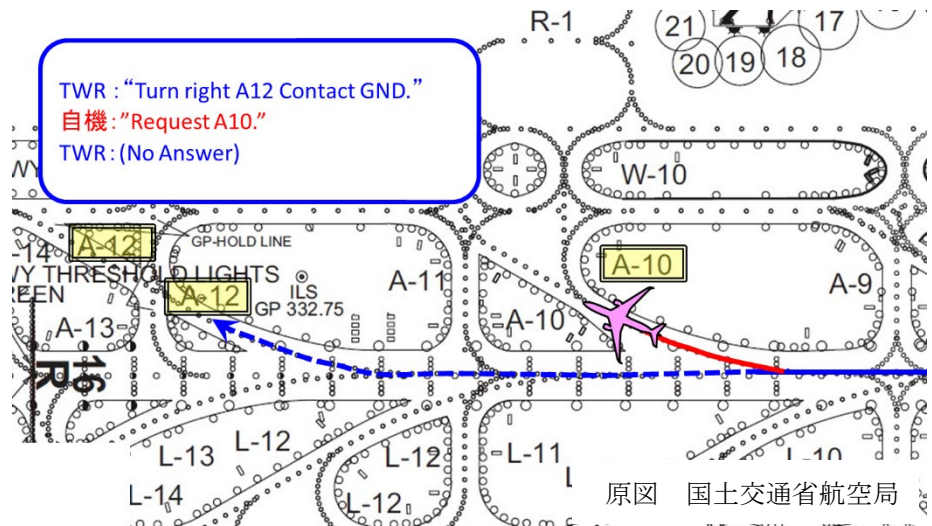 R-1
21
17
20
19
18
TWR : “Turn right A12 Contact GND.”
自機 : ”Request A10.”
TWR : (No Answer)
W-10
A-12
GP-HOLD LINE
A-10
-14
WY THRESHOLD LIGHTS
REEN
A-12
ILS
GP 332.75
A-11
A-9
A-13
A-10
16
R
L-13
L-12
L-12
L-11
L-10
L-14
L-12
原図 国土交通省航空局